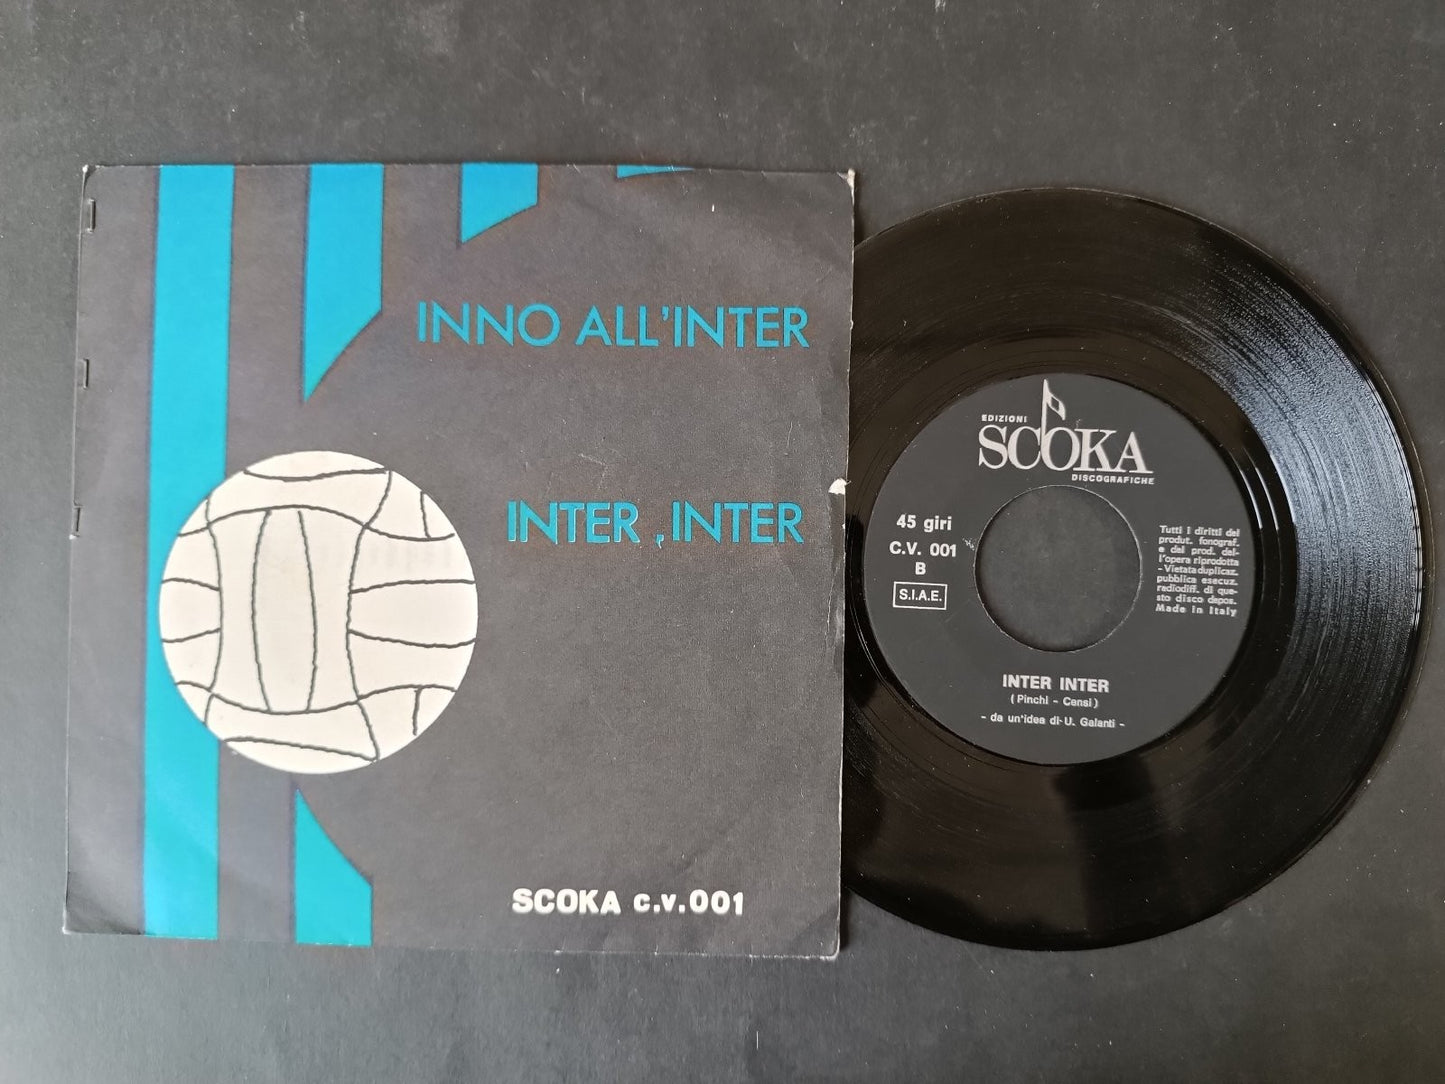 INNO ALL'INTER
INTER, INTER
SCOKA c.v.001
EDIZIONI
SCOKA
DISCOGRAFICHE
45 giri
C.V. 001
B
S.I.A.E.
Tutti i diritti del
produt. fonograf.
e del prod. del-
l'opera riprodotta
- Vietata duplicaz.
pubblica esecuz.
radiodiff. di que-
sto disco depos.
Made in Italy
INTER INTER
(Pinchi - Censi)
- da un'idea di U. Galanti -